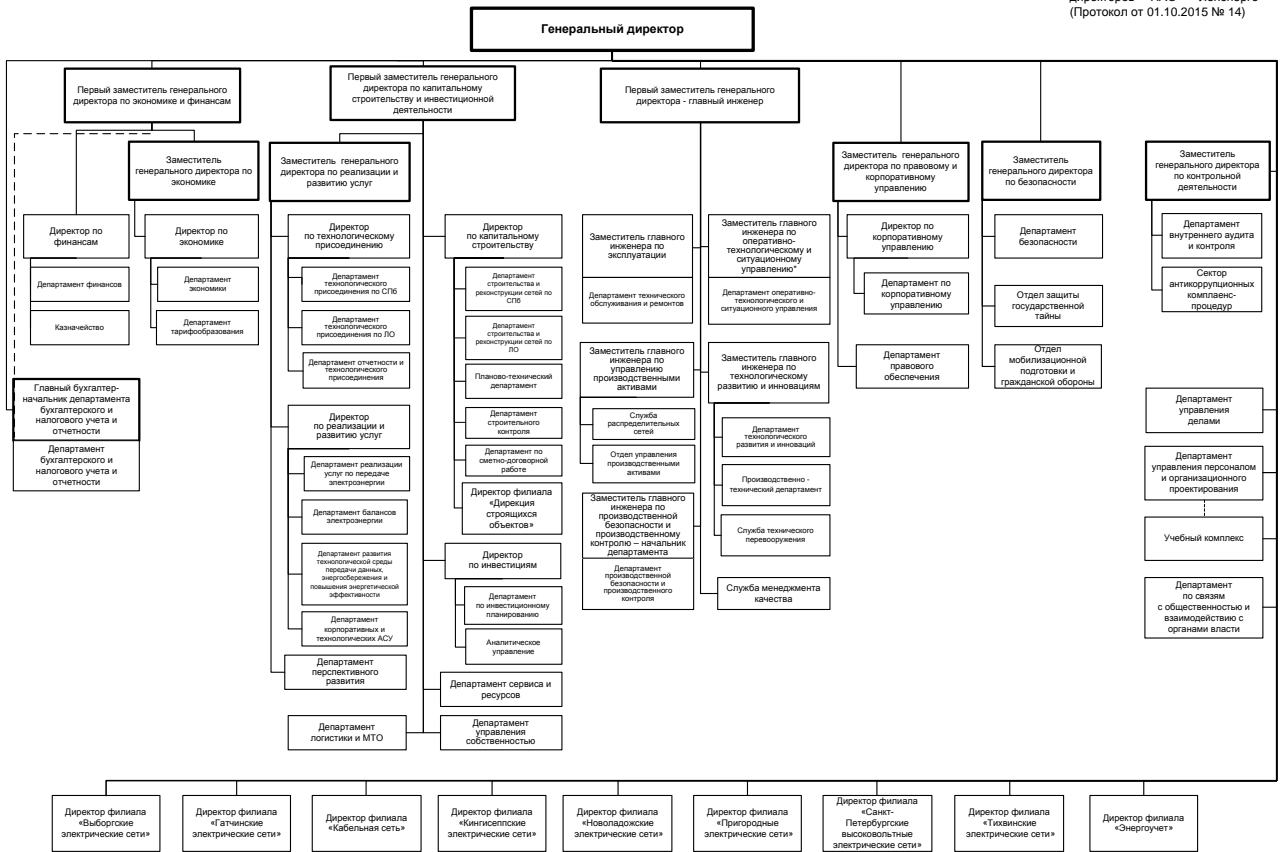 (Протокол от 01.10.2015 № 14)
Генеральный директор
Первый заместитель генерального
директора по экономике и финансам
Первый заместитель генерального
директора по капитальному
строительству и инвестиционной
деятельности
Первый заместитель генерального
директора - главный инженер
Заместитель
генерального директора по
экономике
Заместитель генерального
директора по реализации и
развитию услуг
Заместитель генерального
директора по правовому и
корпоративному
управлению
Заместитель
генерального директора
по безопасности
Заместитель
генерального директора
по контрольной
деятельности
Директор по
финансам
Департамент финансов
Казначейство
Директор по
экономике
Департамент
экономики
Департамент
тарифообразования
Главный бухгалтер-
начальник департамента
бухгалтерского и
налогового учета и
отчетности
Департамент
бухгалтерского и
налогового учета и
отчетности
Директор
по технологическому
присоединению
Департамент
технологического
присоединения по СПб
Департамент
технологического
присоединения по ЛО
Департамент отчетности и
технологического
присоединения
Директор
по реализации и
развитию услуг
Департамент реализации
услуг по передаче
электроэнергии
Департамент балансов
электроэнергии
Департамент развития
технологической среды
передачи данных,
энергосбережения и
повышения энергетической
эффективности
Департамент
корпоративных и
технологических АСУ
Департамент
перспективного
развития
Департамент
логистики и МТО
Директор
по капитальному
строительству
Департамент
строительства и
реконструкции сетей по
СПб
Департамент
строительства и
реконструкции сетей по
ЛО
Планово-технический
департамент
Департамент
строительного
контроля
Департамент по
сметно-договорной
работе
Директор филиала
«Дирекция
строящихся
объектов»
Директор
по инвестициям
Департамент
по инвестиционному
планированию
Аналитическое
управление
Департамент сервиса и
ресурсов
Департамент
управления
собственностью
Заместитель главного
инженера по
эксплуатации
Департамент технического
обслуживания и ремонтов
Заместитель главного
инженера по
управлению
производственными
активами
Служба
распределительных
сетей
Отдел управления
производственными
активами
Заместитель главного
инженера по
производственной
безопасности и
производственному
контролю – начальник
департамента
Департамент
производственной
безопасности и
производственного
контроля
Заместитель главного
инженера по
оперативно-
технологическому и
ситуационному
управлению*
Департамент оперативно-
технологического и
ситуационного управления
Заместитель главного
инженера по
технологическому
развитию и инновациям
Департамент
технологического
развития и инноваций
Производственно -
технический департамент
Служба технического
перевооружения
Служба менеджмента
качества
Директор по
корпоративному
управлению
Департамент по
корпоративному
управлению
Департамент
правового
обеспечения
Департамент
безопасности
Отдел защиты
государственной
тайны
Отдел
мобилизационной
подготовки и
гражданской обороны
Департамент
внутреннего аудита
и контроля
Сектор
антикоррупционных
комплаенс-
процедур
Департамент
управления
делами
Департамент
управления персоналом
и организационного
проектирования
Учебный комплекс
Департамент
по связям
с общественностью и
взаимодействию с
органами власти
Директор филиала
«Выборгские
электрические сети»
Директор филиала
«Гатчинские
электрические сети»
Директор филиала
«Кабельная сеть»
Директор филиала
«Кингисеппские
электрические сети»
Директор филиала
«Новоладожские
электрические сети»
Директор филиала
«Пригородные
электрические сети»
Директор филиала
«Санкт-
Петербургские
высоковольтные
электрические сети»
Директор филиала
«Тихвинские
электрические сети»
Директор филиала
«Энергоучет»